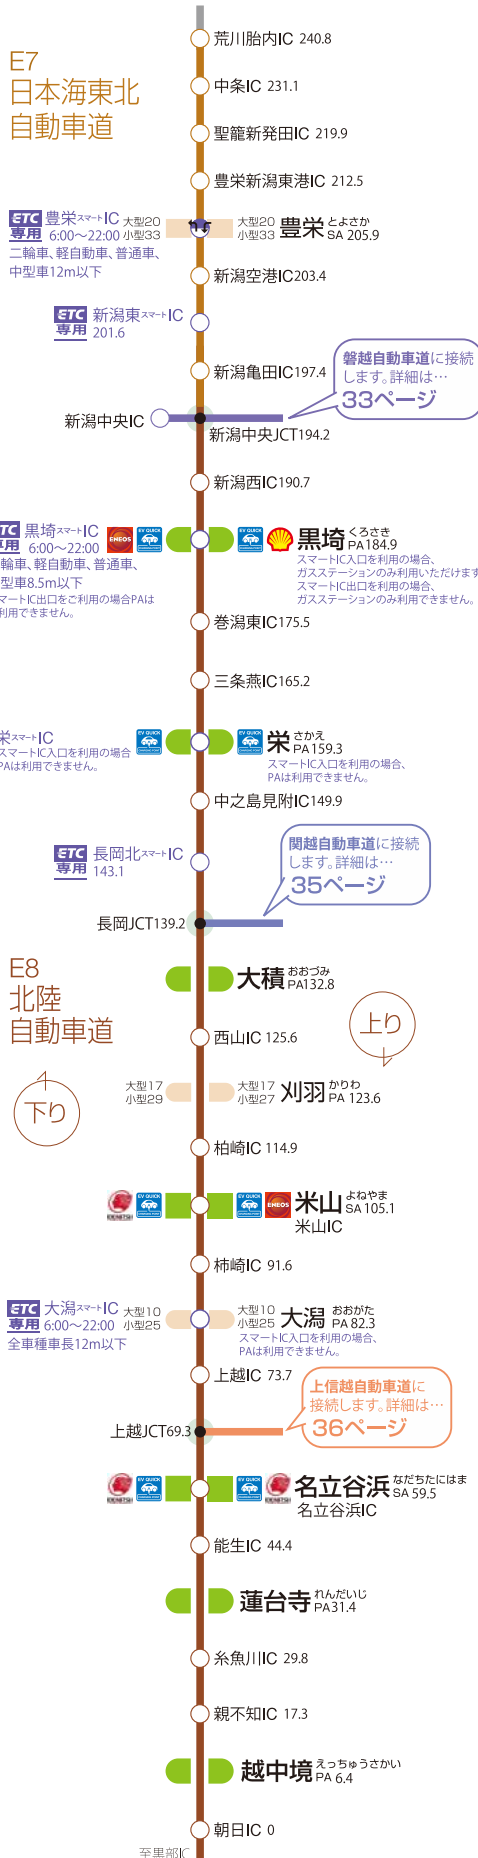 荒川胎内IC 240.8
E7
日本海東北
自動車道
中条IC 231.1
聖籠新発田IC 219.9
豊栄新潟東港IC 212.5
ETC
専用
豊栄スマートIC
6:00〜22:00
二輪車、軽自動車、普通車、
中型車12m以下
大型20
小型33
大型20
小型33
豊栄 とよさか
SA 205.9
新潟空港IC203.4
ETC
専用
新潟東スマートIC
201.6
新潟亀田IC197.4
磐越自動車道に接続
します。詳細は…
33ページ
新潟中央IC
新潟中央JCT194.2
新潟西IC190.7
ETC
専用
黒埼スマートIC
6:00〜22:00
輪車、軽自動車、普通車、
型車8.5m以下
マートIC出口をご利用の場合PAは
利用できません。
ENEOS
EV QUICK
EV QUICK
黒埼 くろさき
PA184.9
スマートIC入口を利用の場合、
ガスステーションのみ利用いただけます
スマートIC出口を利用の場合、
ガスステーションのみ利用できません。
巻潟東IC175.5
三条燕IC165.2
栄スマートIC
スマートIC入口を利用の場合
PAは利用できません。
EV QUICK
EV QUICK
栄 さかえ
PA159.3
スマートIC入口を利用の場合、
PAは利用できません。
中之島見附IC149.9
ETC
専用
長岡北スマートIC
143.1
関越自動車道に接続
します。詳細は…
35ページ
長岡JCT139.2
E8
北陸
自動車道
大積 おおづみ
PA132.8
上り
西山IC 125.6
下り
大型17
小型29
大型17
小型27
刈羽 かりわ
PA 123.6
柏崎IC 114.9
EV QUICK
EV QUICK
ENEOS
米山 よねやま
SA 105.1
米山IC
柿崎IC 91.6
ETC
専用
大潟スマートIC
6:00〜22:00
全車種車長12m以下
大型10
小型25
大型10
小型25
大潟 おおがた
PA 82.3
スマートIC入口を利用の場合、
PAは利用できません。
上越IC 73.7
上信越自動車道に
接続します。詳細は…
36ページ
上越JCT69.3
EV QUICK
EV QUICK
名立谷浜 なだちたにはま
SA 59.5
名立谷浜IC
能生IC 44.4
蓮台寺 れんだいじ
PA31.4
糸魚川IC 29.8
親不知IC 17.3
越中境 えっちゅうさかい
PA 6.4
朝日IC 0
至黒部IC